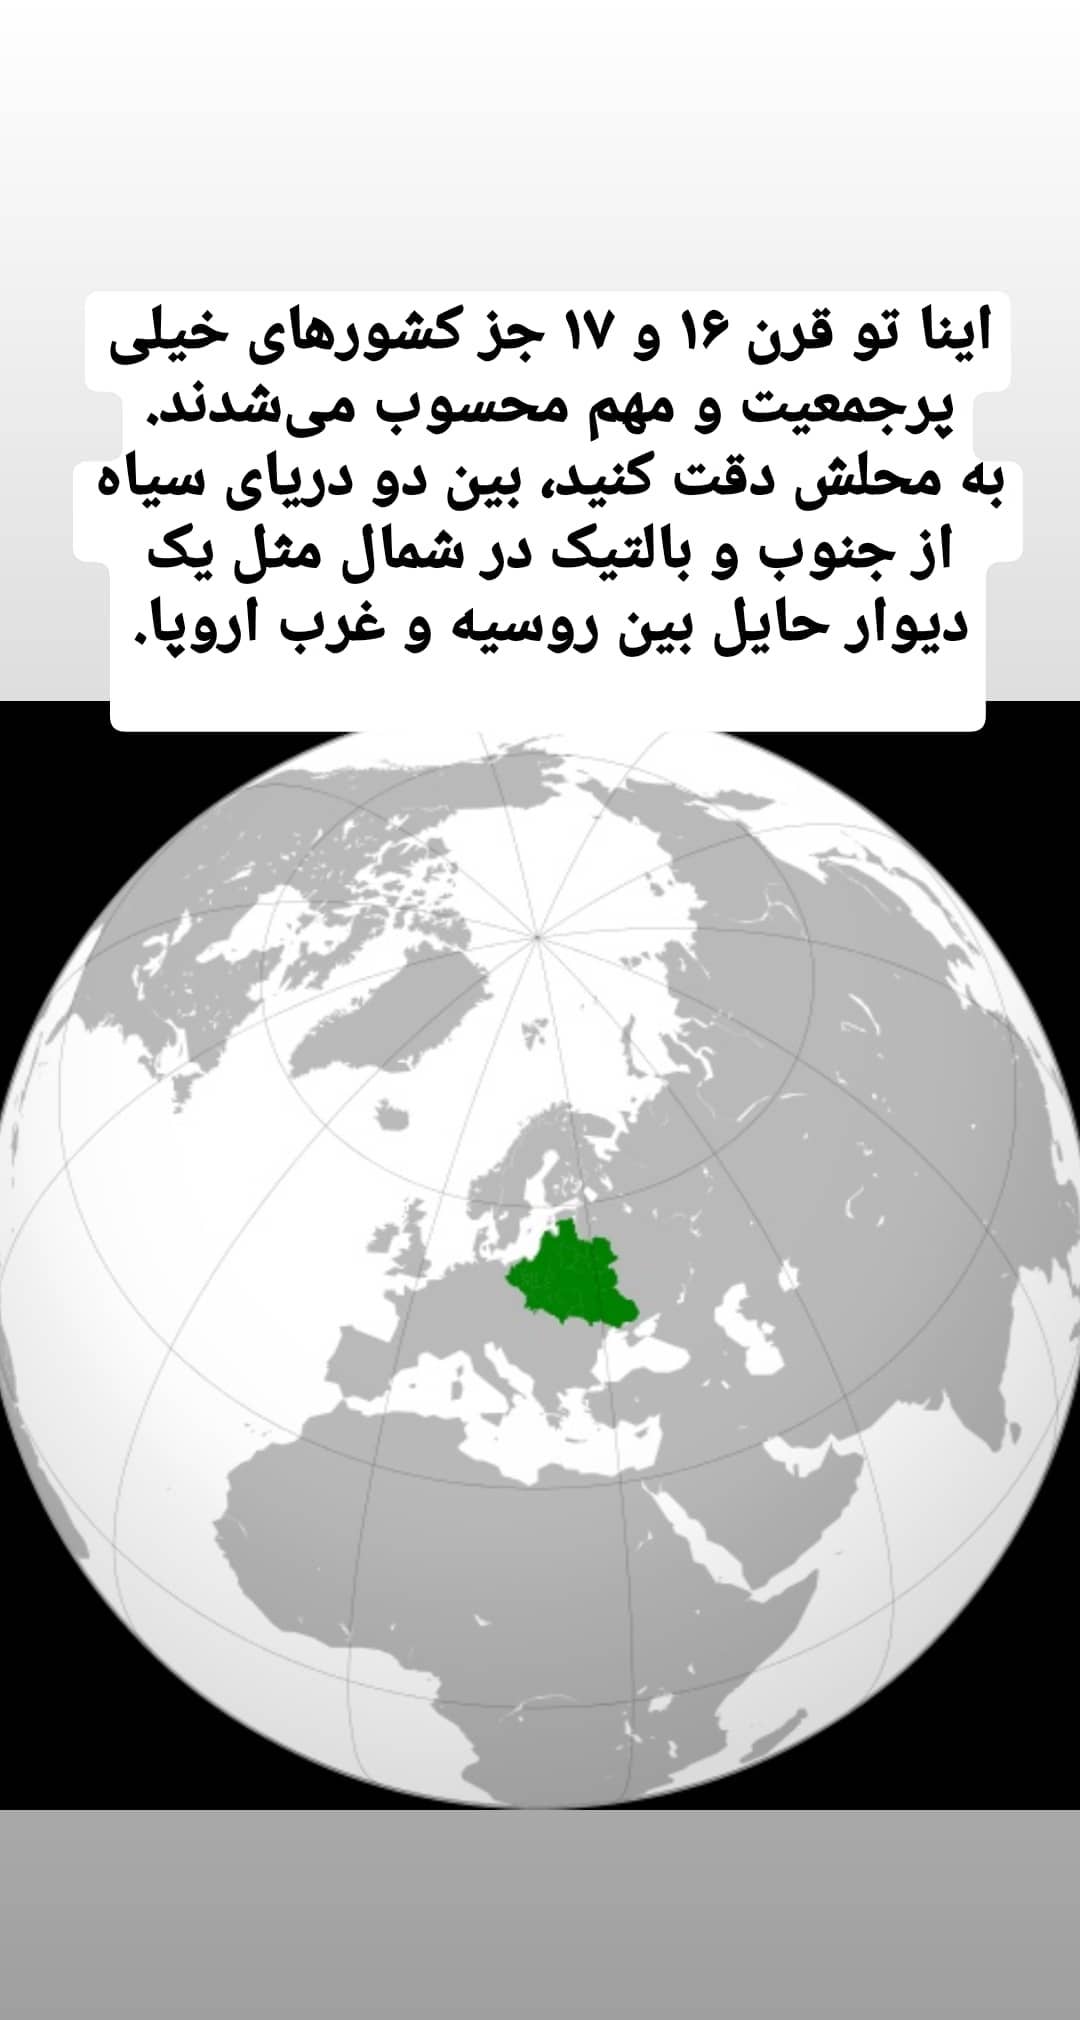 اینا تو قرن ۱۶ و ۱۷ جز کشورهای خیلی
پرجمعیت و مهم محسوب می‌شدند.
به محلش دقت کنید، بین دو دریای سیاه
از جنوب و بالتیک در شمال مثل یک
دیوار حایل بین روسیه و غرب اروپا.